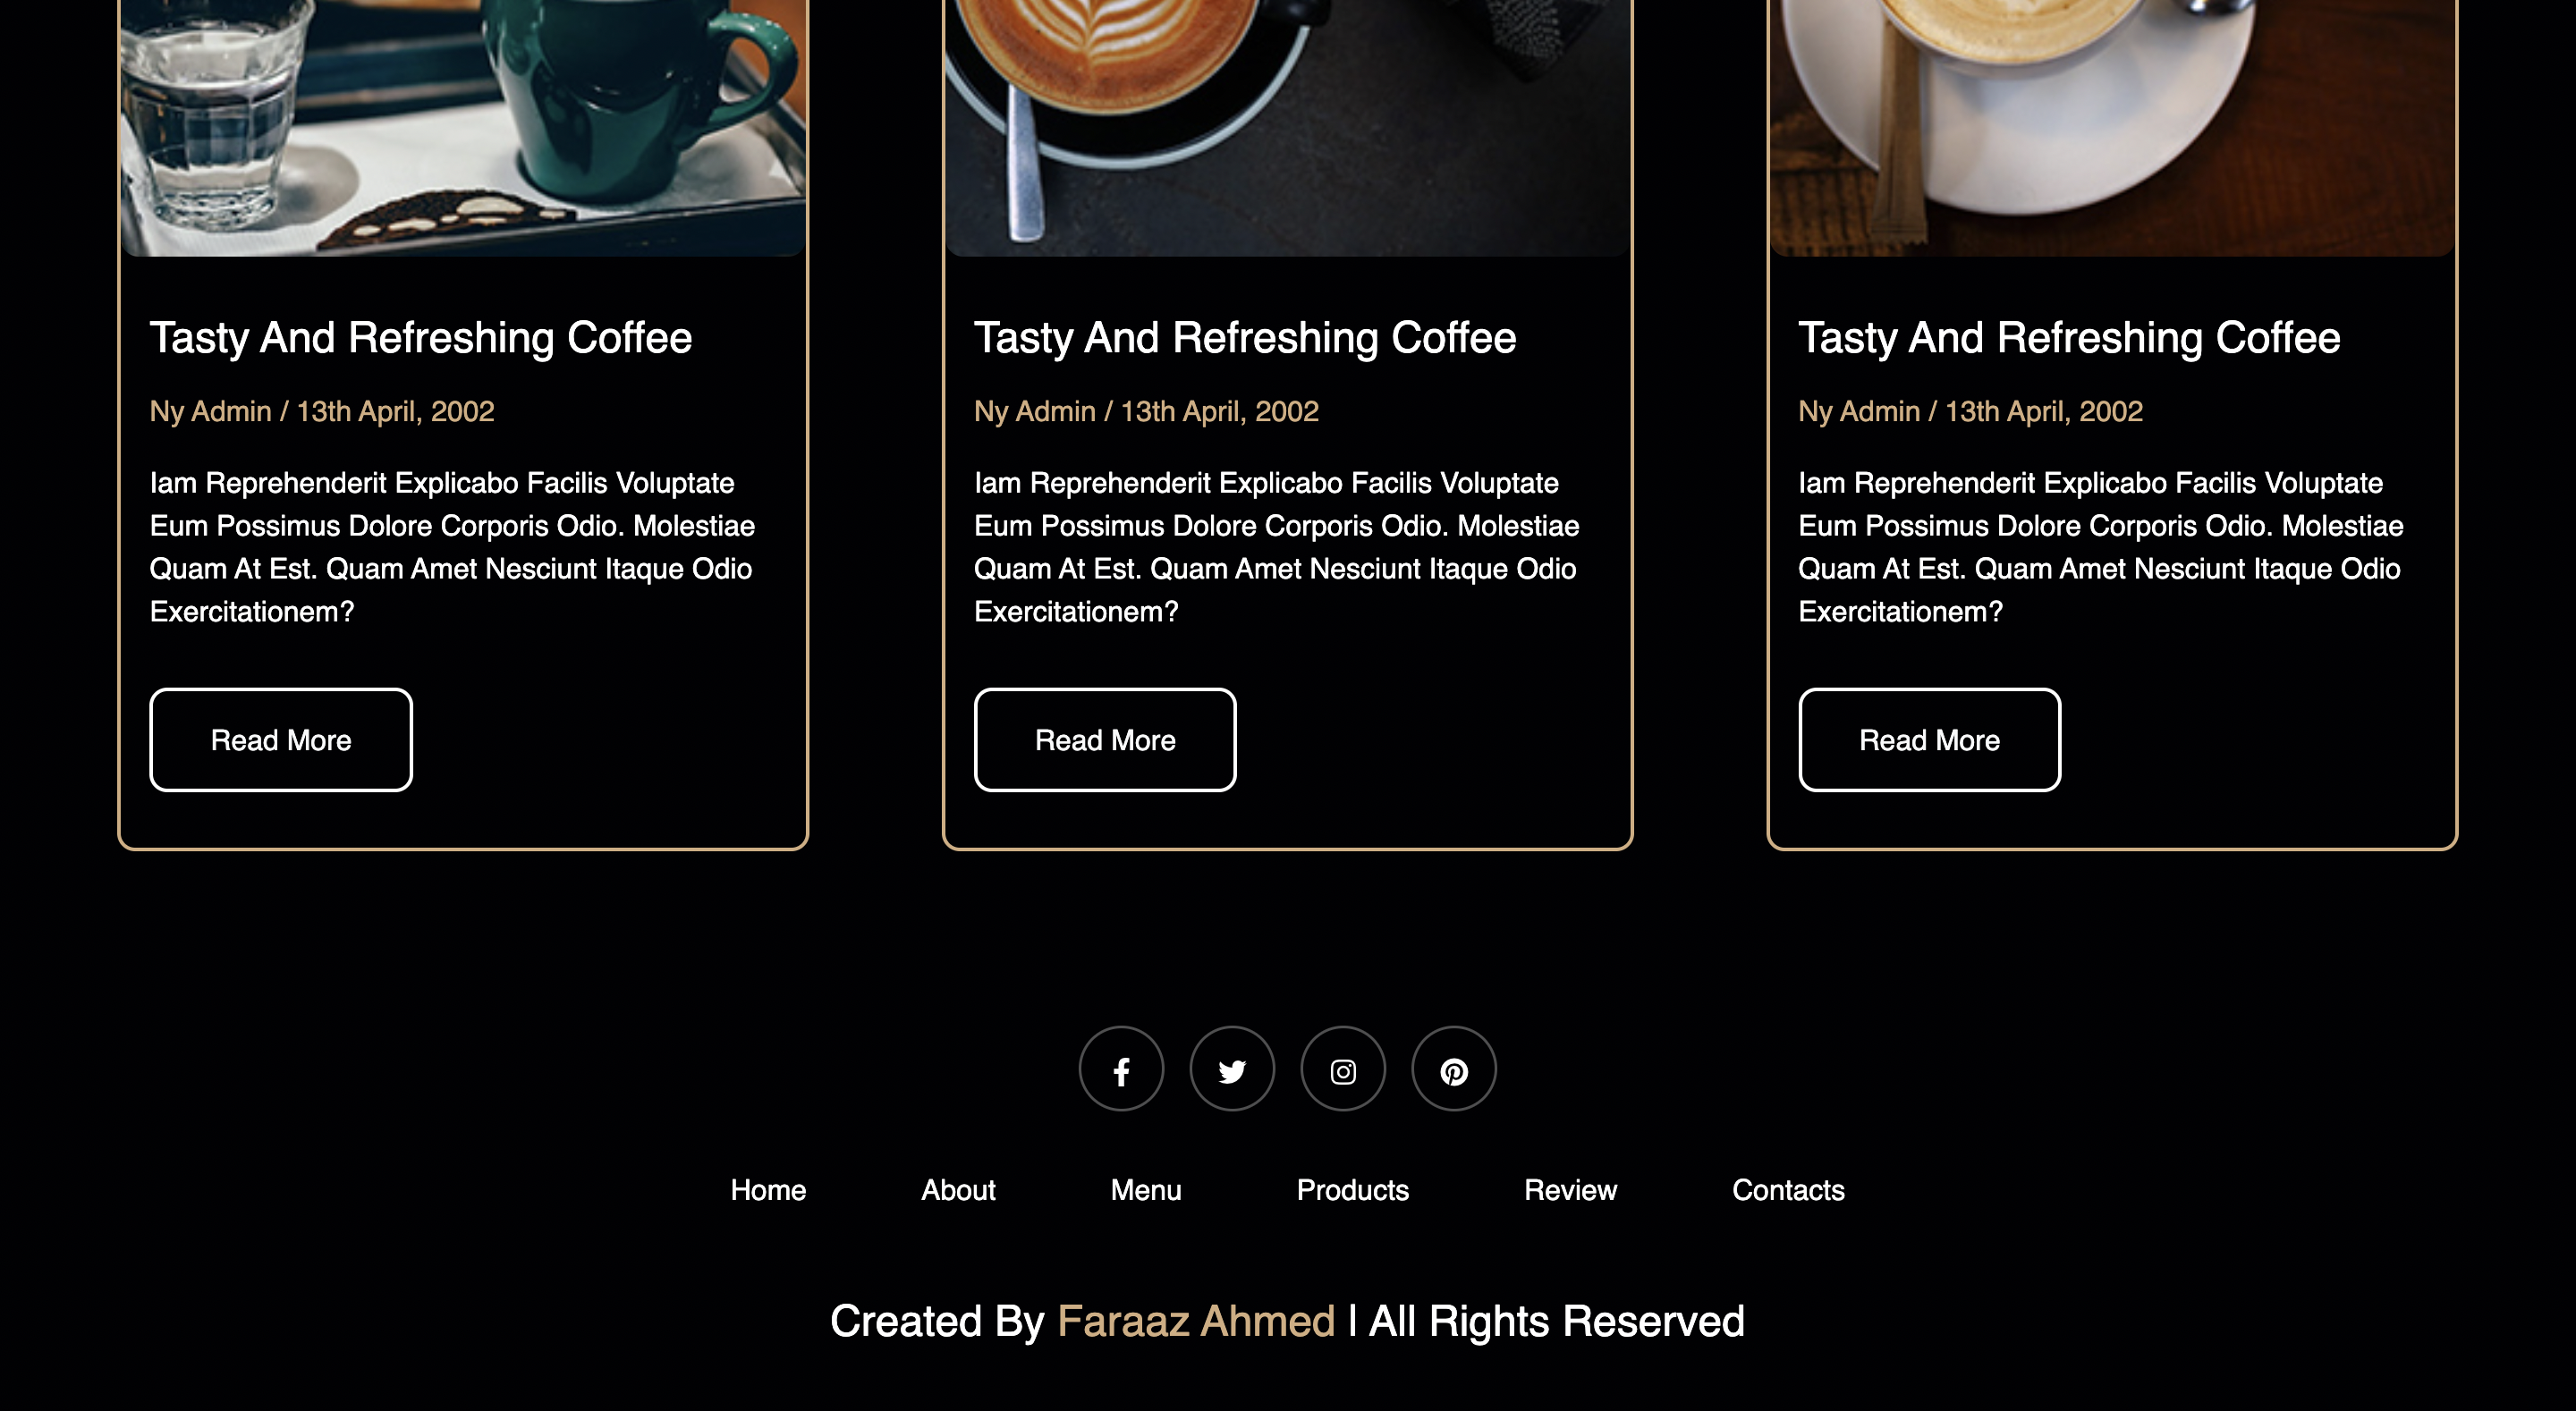 Tasty And Refreshing Coffee
Ny Admin / 13th April, 2002
Iam Reprehenderit Explicabo Facilis Voluptate
Eum Possimus Dolore Corporis Odio. Molestiae
Quam At Est. Quam Amet Nesciunt Itaque Odio
Exercitationem?
Read More
Tasty And Refreshing Coffee
Ny Admin / 13th April, 2002
Iam Reprehenderit Explicabo Facilis Voluptate
Eum Possimus Dolore Corporis Odio. Molestiae
Quam At Est. Quam Amet Nesciunt Itaque Odio
Exercitationem?
Read More
Tasty And Refreshing Coffee
Ny Admin / 13th April, 2002
Iam Reprehenderit Explicabo Facilis Voluptate
Eum Possimus Dolore Corporis Odio. Molestiae
Quam At Est. Quam Amet Nesciunt Itaque Odio
Exercitationem?
Read More
Home About Menu Products Review Contacts
Created By Faraaz Ahmed | All Rights Reserved